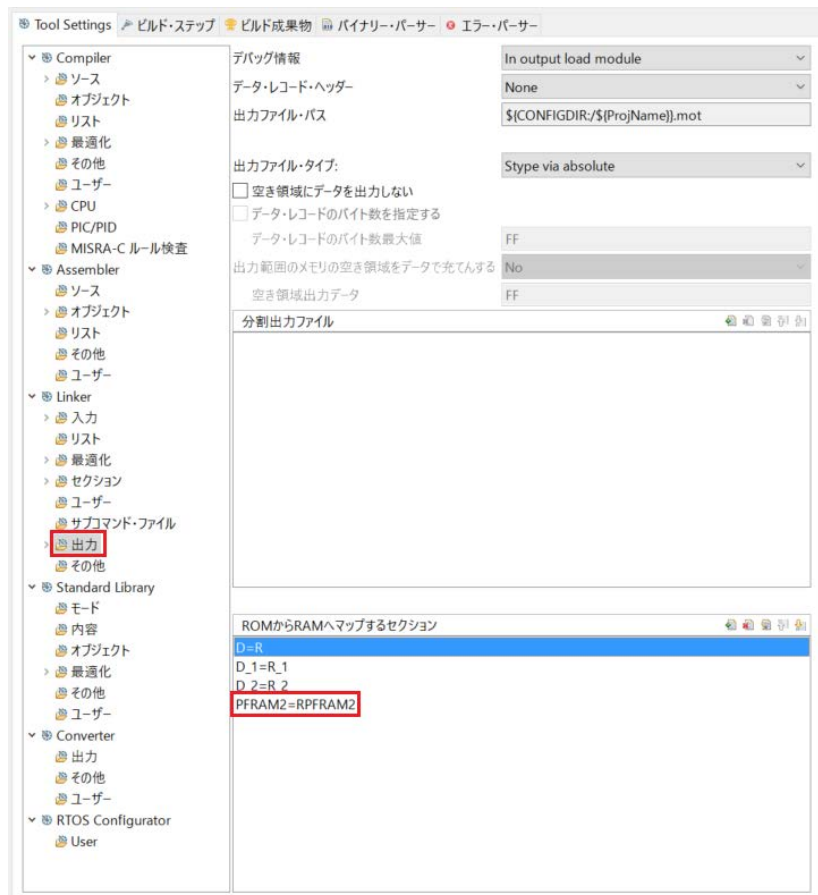 Tool Settings ビルド・ステップ ビルド成果物 バイナリー・パーサー エラー・パーサー
Compiler
ソース
オブジェクト
リスト
最適化
その他
ユーザー
CPU
PIC/PID
MISRA-C ルール検査
Assembler
ソース
オブジェクト
リスト
その他
ユーザー
Linker
入力
リスト
最適化
セクション
ユーザー
サブコマンド・ファイル
出力
その他
Standard Library
モード
内容
オブジェクト
最適化
その他
ユーザー
Converter
出力
その他
ユーザー
RTOS Configurator
User
デバッグ情報 In output load module
データ・レコード・ヘッダー None
出力ファイル・パス ${CONFIGDIR:/${ProjName}}.mot
出力ファイル・タイプ: Stype via absolute
空き領域にデータを出力しない
データ・レコードのバイト数を指定する
データ・レコードのバイト数最大値 FF
出力範囲のメモリの空き領域をデータで充てんする No
空き領域出力データ FF
分割出力ファイル
ROMからRAMへマップするセクション
D=R
D_1=R_1
D_2=R_2
PFRAM2=RPFRAM2